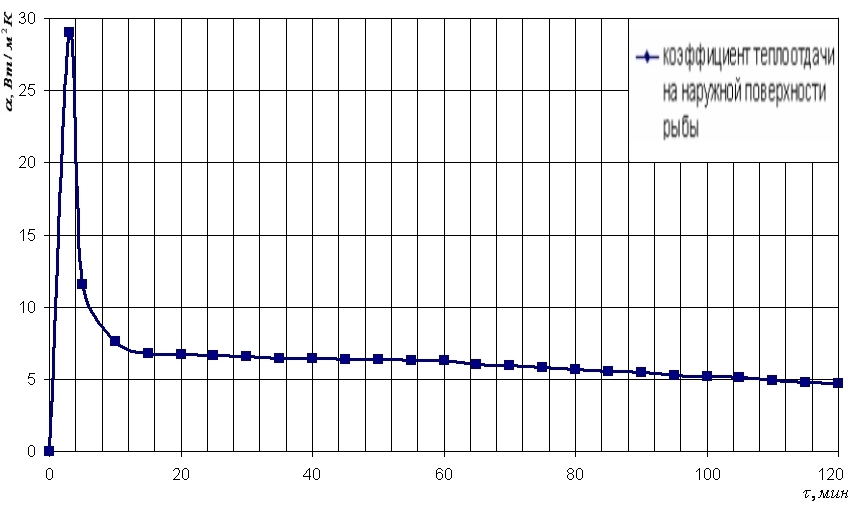 α, Вт/м²К
30
25
20
15
10
5
0
0 20 40 60 80 100 120
τ, мин
коэффициент теплоотдачи
на наружной поверхности
рыбы